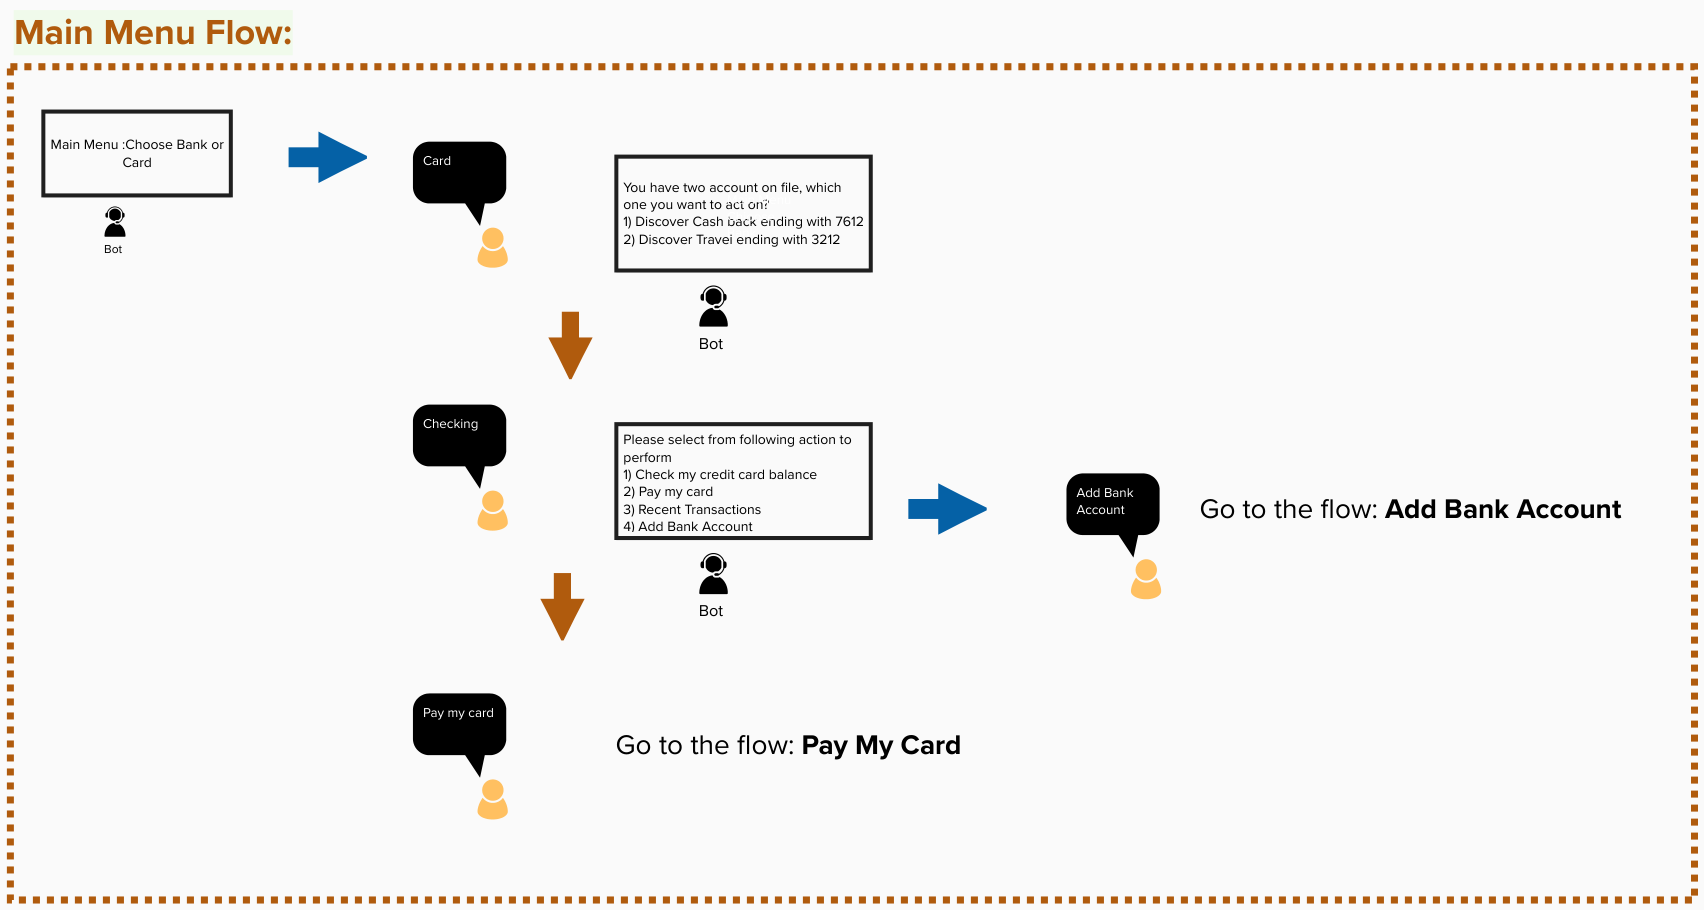 Main Menu Flow:
Main Menu :Choose Bank or
Card
Bot
Card
You have two account on file, which
one you want to act on?
1) Discover Cash back ending with 7612
2) Discover Travei ending with 3212
Bot
Checking
Please select from following action to
perform
1) Check my credit card balance
2) Pay my card
3) Recent Transactions
4) Add Bank Account
Bot
Add Bank
Account
Go to the flow: Add Bank Account
Pay my card
Go to the flow: Pay My Card